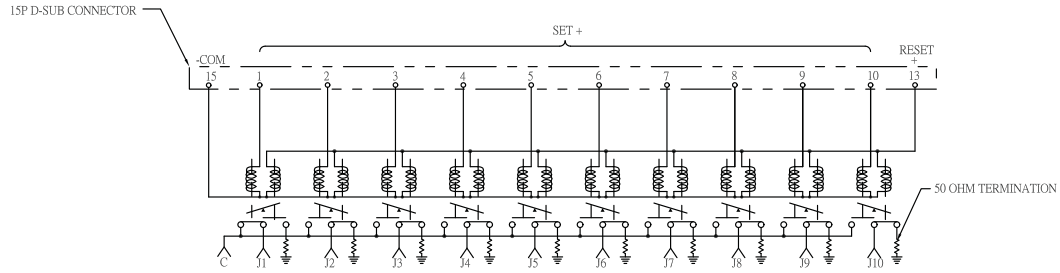 15P D-SUB CONNECTOR
SET +
-COM
RESET
+
15 1 2 3 4 5 6 7 8 9 10 13
50 OHM TERMINATION
C J1 J2 J3 J4 J5 J6 J7 J8 J9 J10